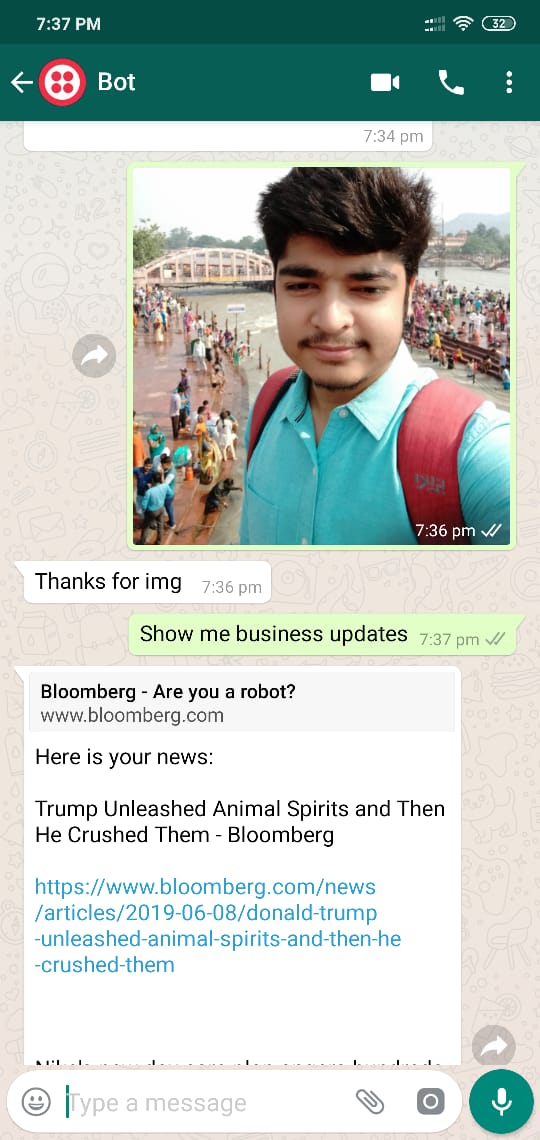 7:37 PM
32
Bot
7:34 pm
7:36 pm
Thanks for img 7:36 pm
Show me business updates 7:37 pm
Bloomberg - Are you a robot?
www.bloomberg.com
Here is your news:
Trump Unleashed Animal Spirits and Then
He Crushed Them - Bloomberg
https://www.bloomberg.com/news
/articles/2019-06-08/donald-trump
-unleashed-animal-spirits-and-then-he
-crushed-them
Type a message